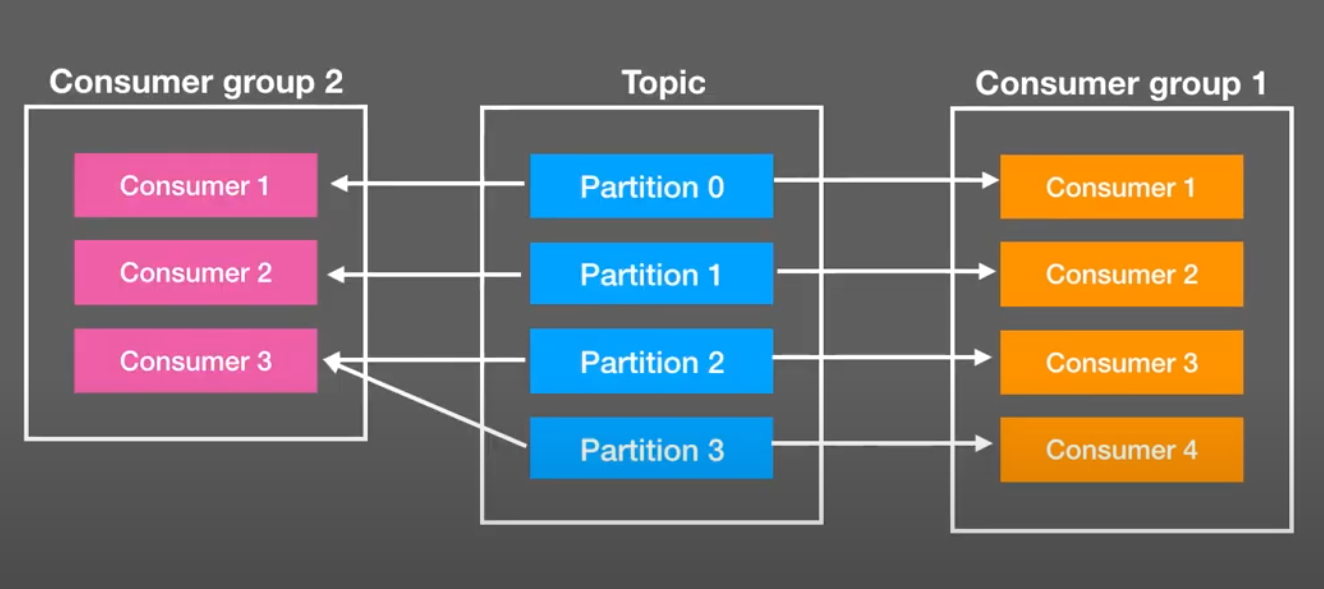 Consumer group 2
Consumer 1
Consumer 2
Consumer 3
Topic
Partition 0
Partition 1
Partition 2
Partition 3
Consumer group 1
Consumer 1
Consumer 2
Consumer 3
Consumer 4